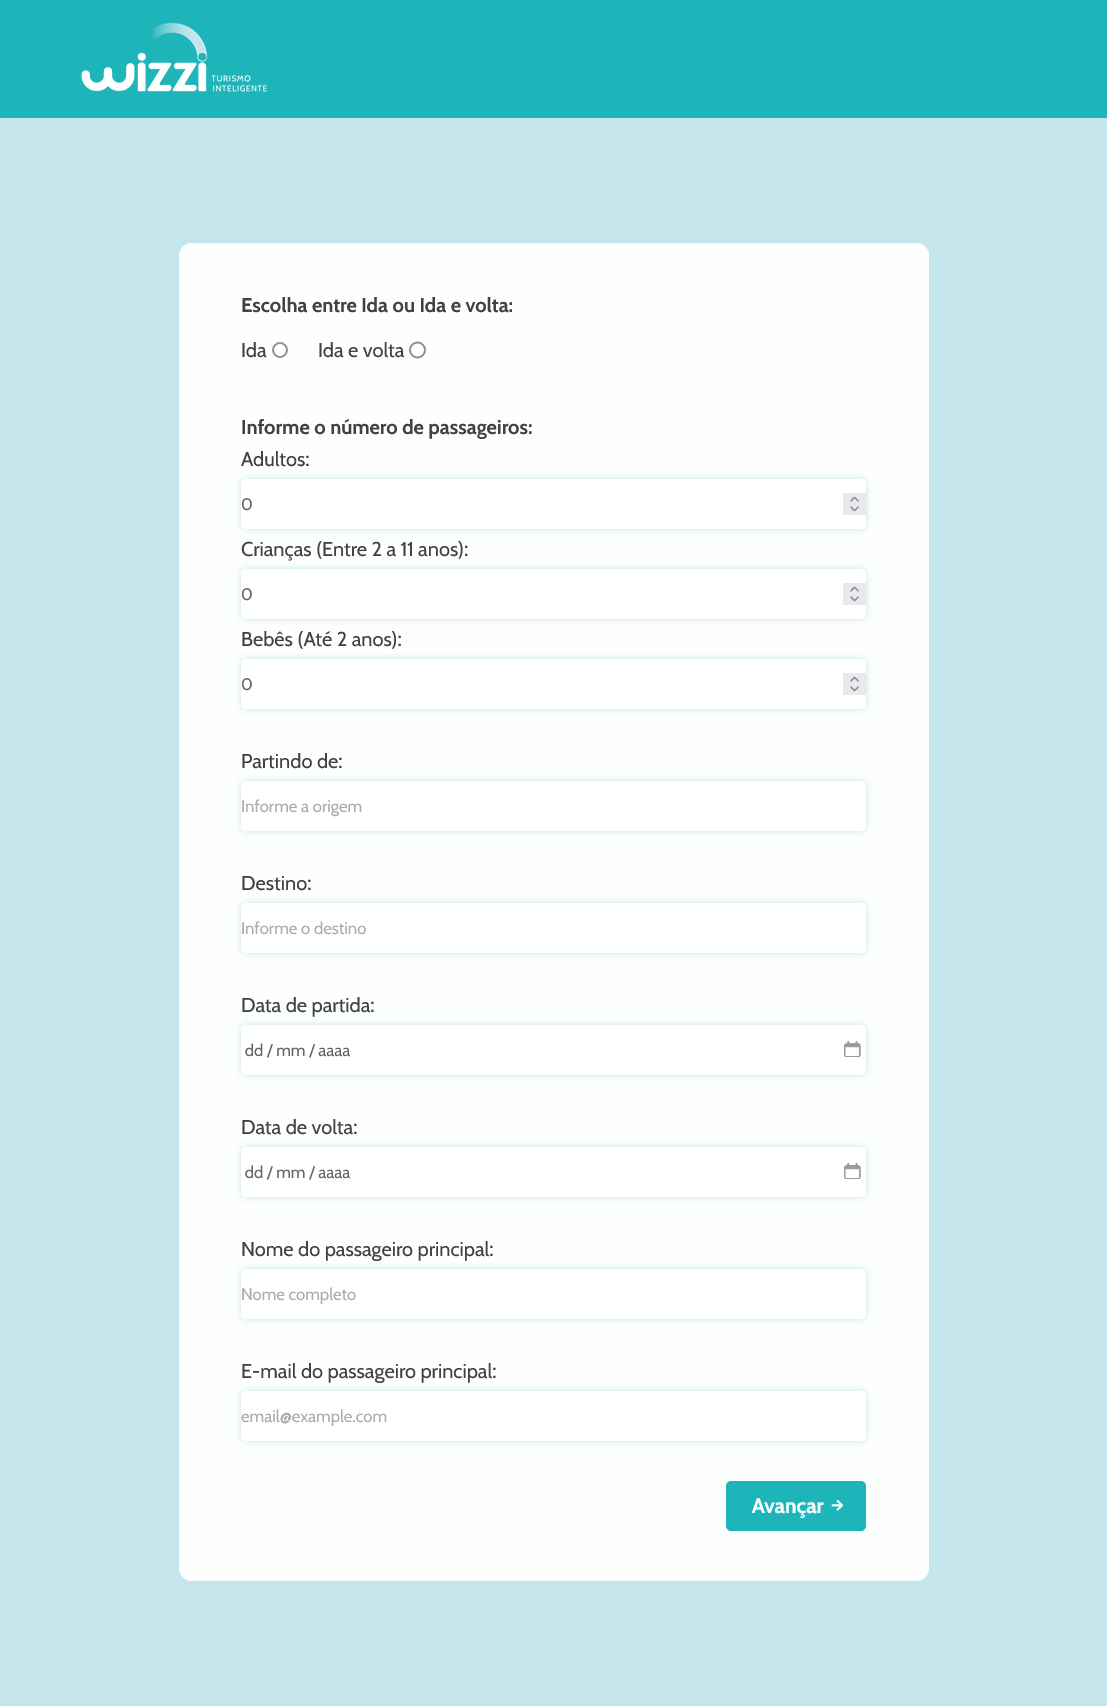 wizzi TURISMO
INTELIGENTE
Escolha entre Ida ou Ida e volta:
Ida Ida e volta
Informe o número de passageiros:
Adultos:
0
Crianças (Entre 2 a 11 anos):
0
Bebês (Até 2 anos):
0
Partindo de:
Informe a origem
Destino:
Informe o destino
Data de partida:
dd / mm / aaaa
Data de volta:
dd / mm / aaaa
Nome do passageiro principal:
Nome completo
E-mail do passageiro principal:
email@example.com
Avançar →